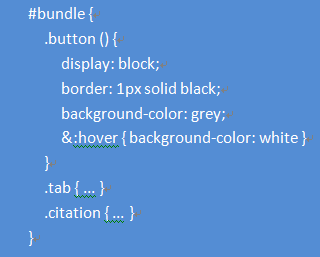 #bundle {
.button () {
display: block;
border: 1px solid black;
background-color: grey;
&:hover { background-color: white }
}
.tab { ... }
.citation { ... }
}